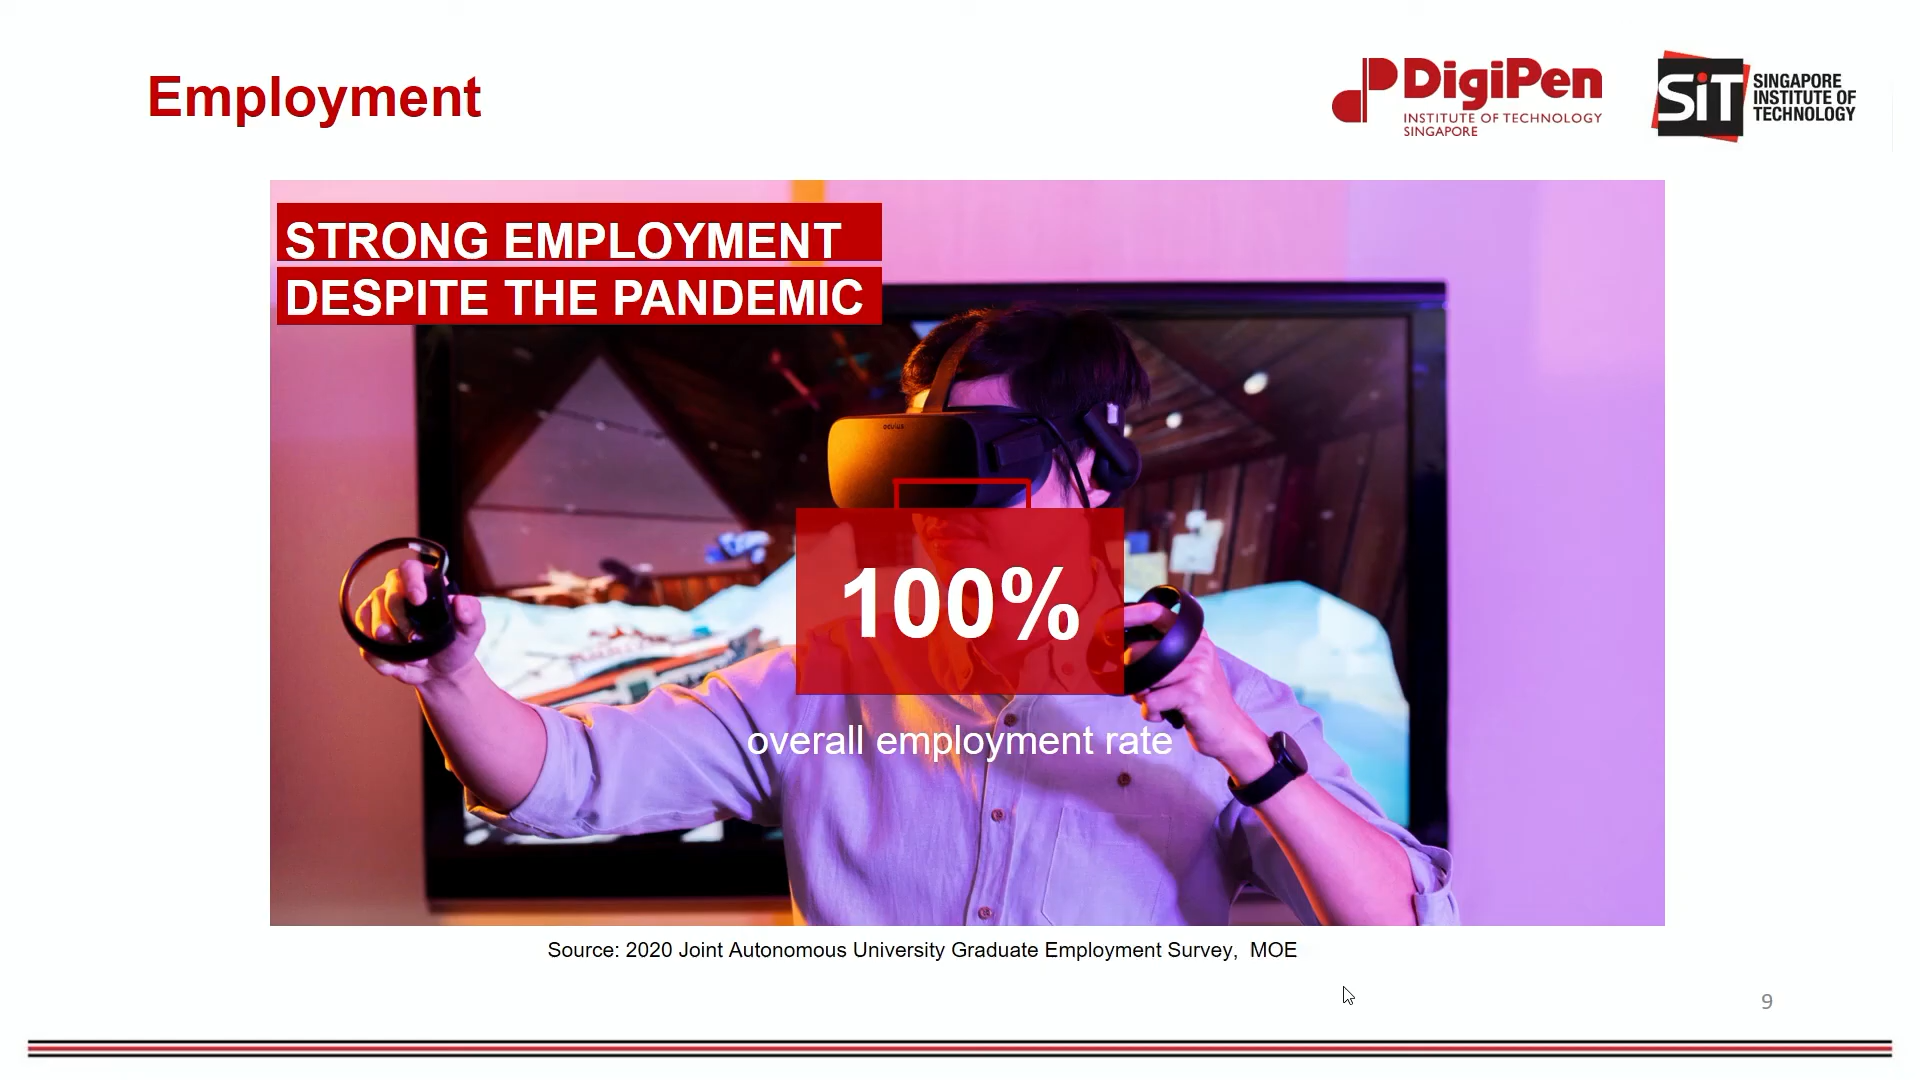 Employment
DigiPen
INSTITUTE OF TECHNOLOGY
SINGAPORE
SiT
SINGAPORE
INSTITUTE OF
TECHNOLOGY
STRONG EMPLOYMENT
DESPITE THE PANDEMIC
oculus
100%
overall employment rate
Source: 2020 Joint Autonomous University Graduate Employment Survey, MOE
9